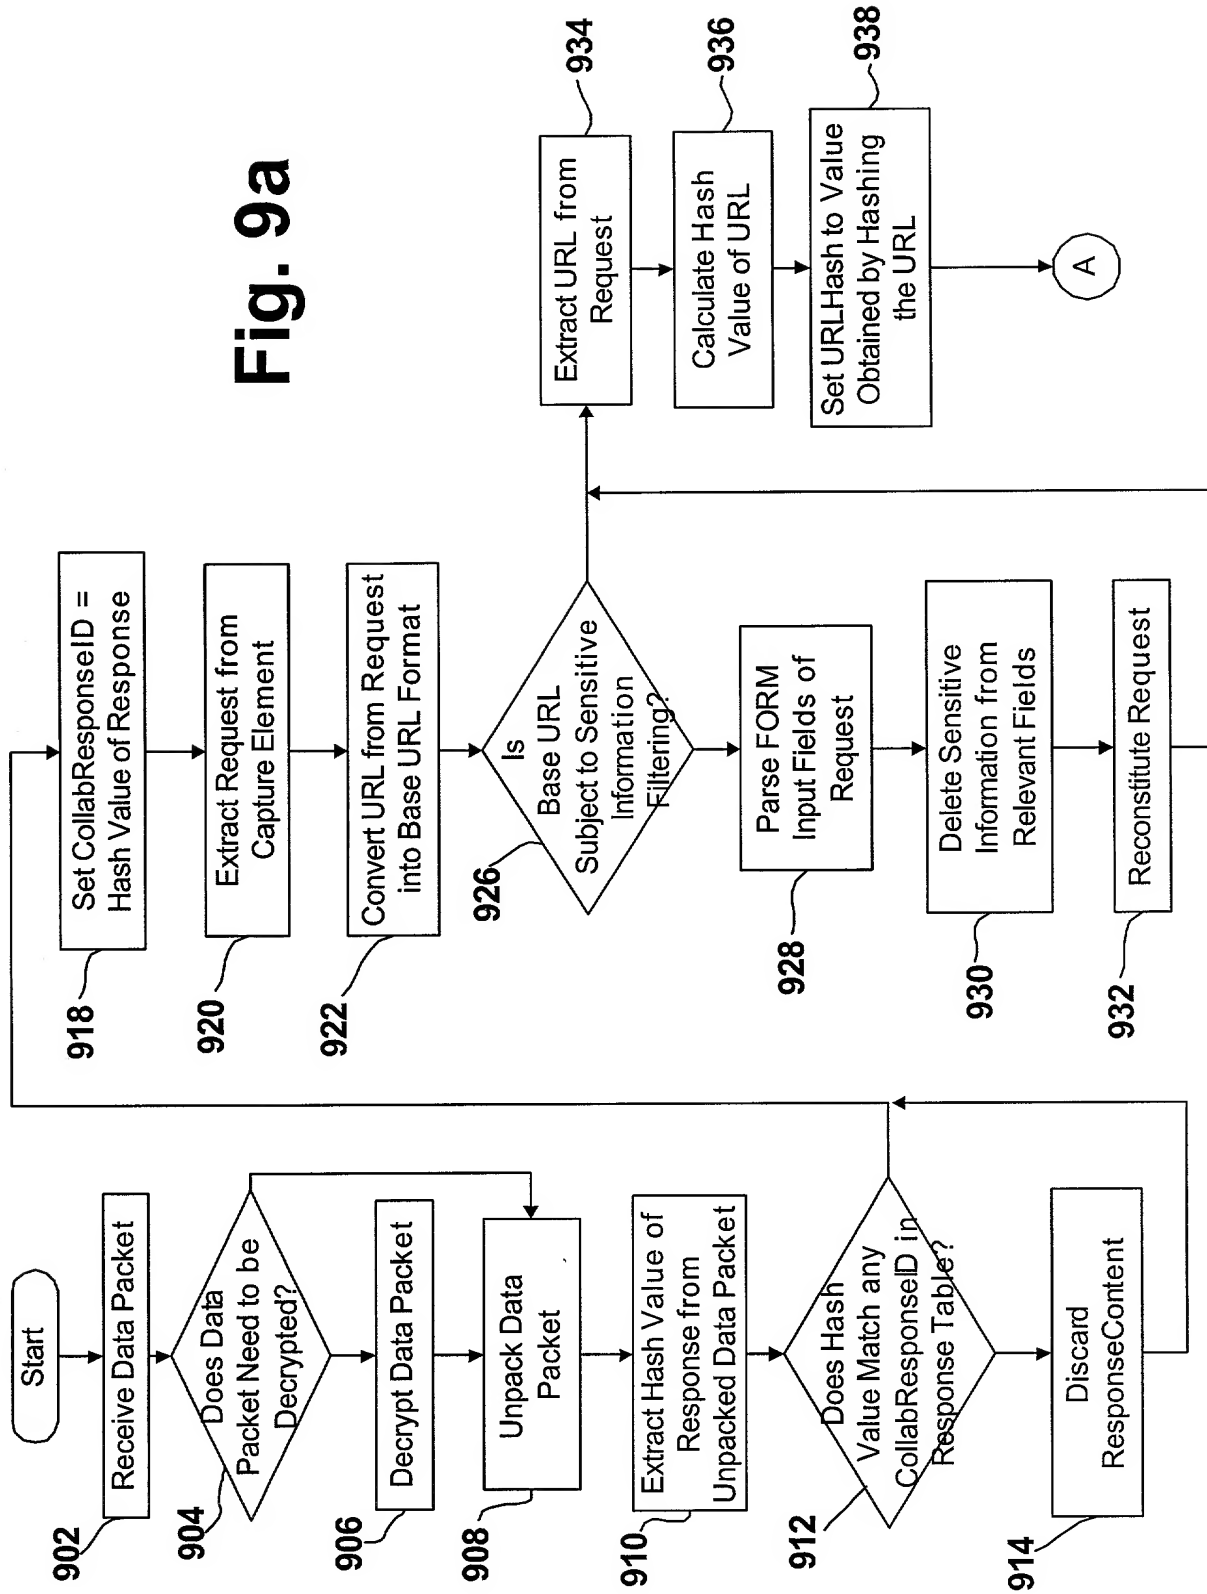 Fig. 9a
Start
902
Receive Data Packet
904
Does Data
Packet Need to be
Decrypted?
906
Decrypt Data Packet
908
Unpack Data
Packet
910
Extract Hash Value of
Response from
Unpacked Data Packet
912
Does Hash
Value Match any
CollabResponseID in
Response Table?
914
Discard
ResponseContent
918
Set CollabResponseID =
Hash Value of Response
920
Extract Request from
Capture Element
922
Convert URL from Request
into Base URL Format
926
Is
Base URL
Subject to Sensitive
Information
Filtering?
928
Parse FORM
Input Fields of
Request
930
Delete Sensitive
Information from
Relevant Fields
932
Reconstitute Request
934
Extract URL from
Request
936
Calculate Hash
Value of URL
938
Set URLHash to Value
Obtained by Hashing
the URL
A